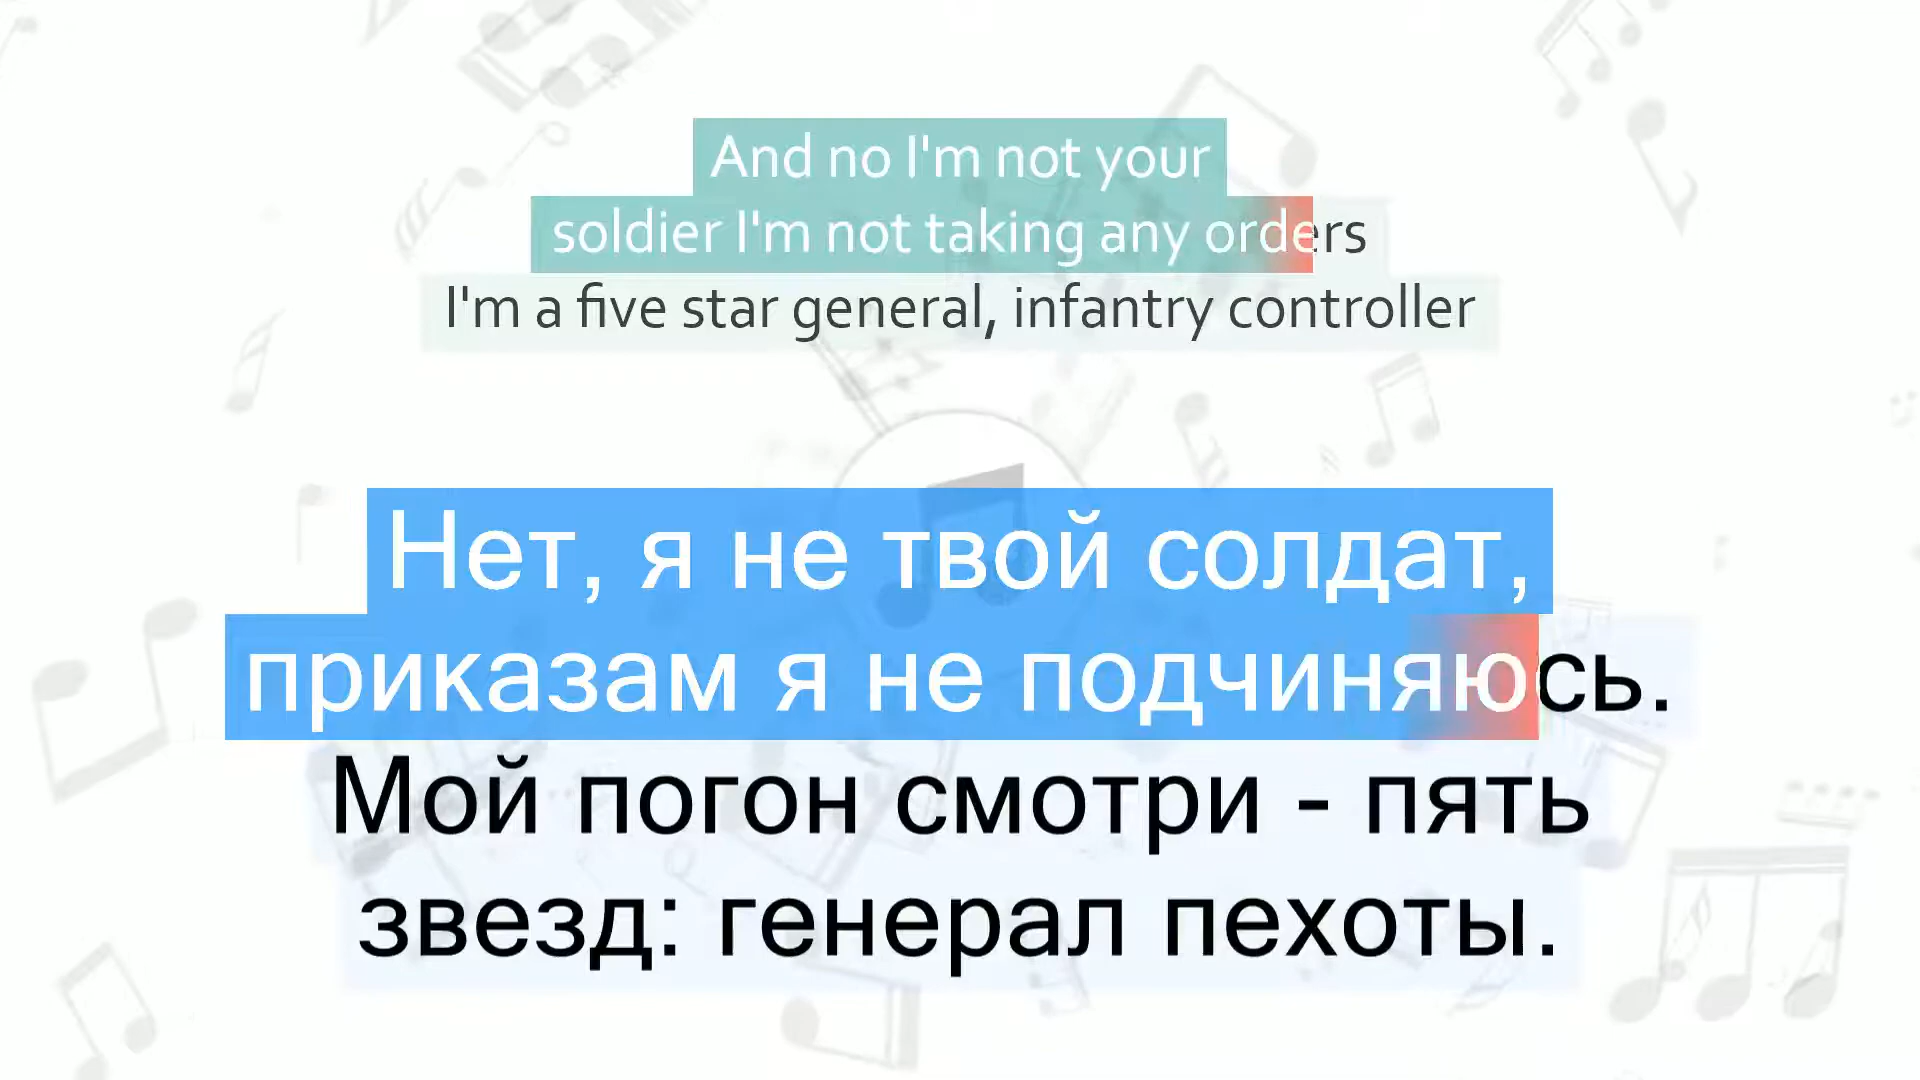 And no I'm not your
soldier I'm not taking any orders
I'm a five star general, infantry controller
Нет, я не твой солдат,
приказам я не подчиняюсь.
Мой погон смотри - пять
звезд: генерал пехоты.